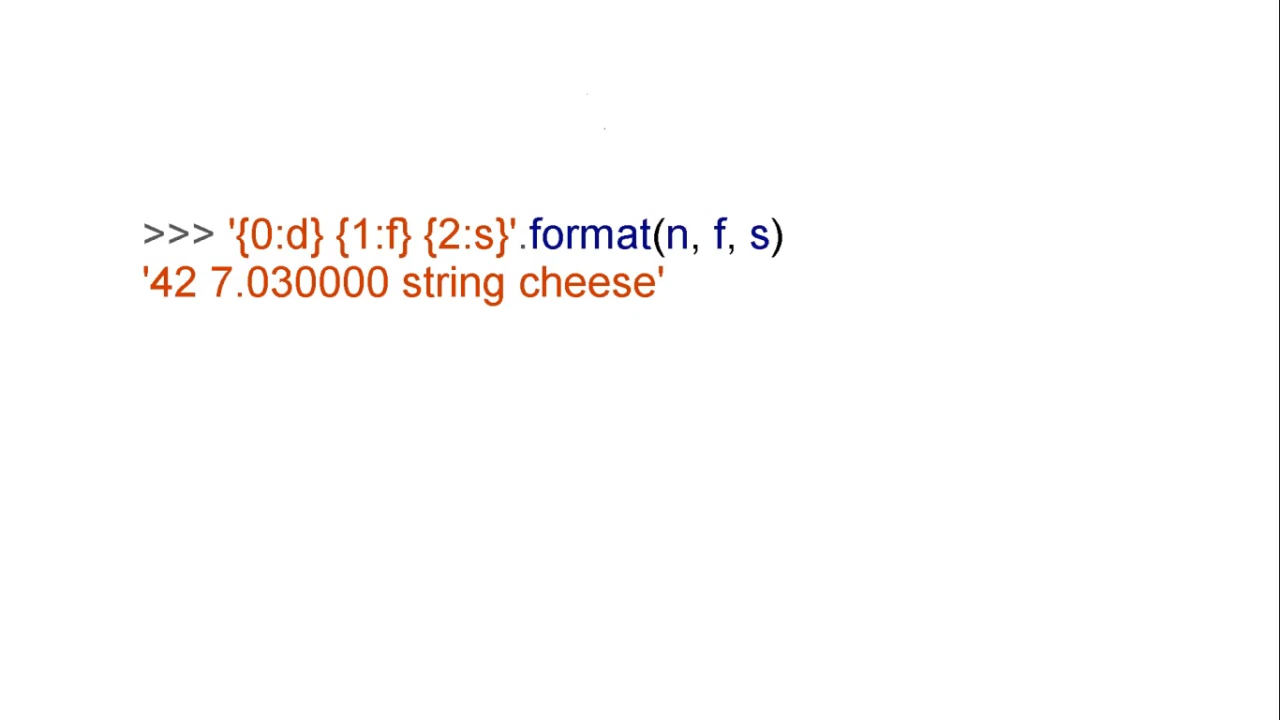 >>> '{0:d} {1:f} {2:s}'.format(n, f, s)
'42 7.030000 string cheese'